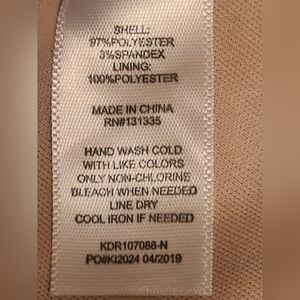 SHELL:
97%POLYESTER
3%SPANDEX
LINING:
100%POLYESTER
MADE IN CHINA
RN#131335
HAND WASH COLD
WITH LIKE COLORS
ONLY NON-CHLORINE
BLEACH WHEN NEEDED
LINE DRY
COOL IRON IF NEEDED
KDR107088-N
PO#KI2024 04/2019